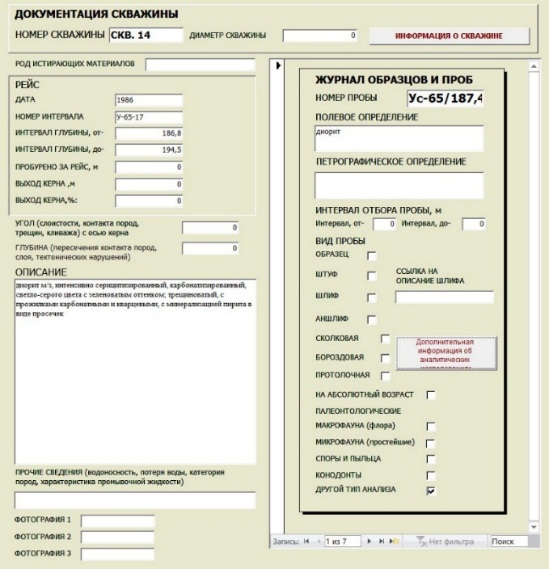 ДОКУМЕНТАЦИЯ СКВАЖИНЫ
НОМЕР СКВАЖИНЫ СКВ. 14 ДИАМЕТР СКВАЖИНЫ 0 ИНФОРМАЦИЯ О СКВАЖИНЕ
РОД ИСТИРАЮЩИХ МАТЕРИАЛОВ
РЕЙС
ДАТА 1986
НОМЕР ИНТЕРВАЛА У-65-17
ИНТЕРВАЛ ГЛУБИНЫ, от- 186,8
ИНТЕРВАЛ ГЛУБИНЫ, до- 194,5
ПРОБУРЕНО ЗА РЕЙС, м 0
ВЫХОД КЕРНА ,м 0
ВЫХОД КЕРНА,%: 0
УГОЛ (слоистости, контакта пород,
трещин, кливажа) с осью керна 0
ГЛУБИНА (пересечения контакта пород,
слоя, тектонических нарушений) 0
ОПИСАНИЕ
диорит м/з, интенсивно серицитизированный, карбонатизированный,
светло-серого цвета с зеленоватым оттенком; трещиноватый, с
прожилками карбонатными и кварцевыми, с минерализацией пирита в
виде просечек
ПРОЧИЕ СВЕДЕНИЯ (водоносность, потеря воды, категория
пород, характеристика промывочной жидкости)
ФОТОГРАФИЯ 1
ФОТОГРАФИЯ 2
ФОТОГРАФИЯ 3
ЖУРНАЛ ОБРАЗЦОВ И ПРОБ
НОМЕР ПРОБЫ Ус-65/187,4
ПОЛЕВОЕ ОПРЕДЕЛЕНИЕ
диорит
ПЕТРОГРАФИЧЕСКОЕ ОПРЕДЕЛЕНИЕ
ИНТЕРВАЛ ОТБОРА ПРОБЫ, м
Интервал, от- 0 Интервал, до- 0
ВИД ПРОБЫ
ОБРАЗЕЦ
ШТУФ ССЫЛКА НА
ОПИСАНИЕ ШЛИФА
ШЛИФ
АНШЛИФ
СКОЛКОВАЯ
БОРОЗДОВАЯ
Дополнительная
информация об
аналитических
ПРОТОЛОЧНАЯ
НА АБСОЛЮТНЫЙ ВОЗРАСТ
ПАЛЕОНТОЛОГИЧЕСКИЕ
МАКРОФАУНА (флора)
МИКРОФАУНА (простейшие)
СПОРЫ И ПЫЛЬЦА
КОНОДОНТЫ
ДРУГОЙ ТИП АНАЛИЗА
Запись: 1 из 7 Нет фильтра Поиск